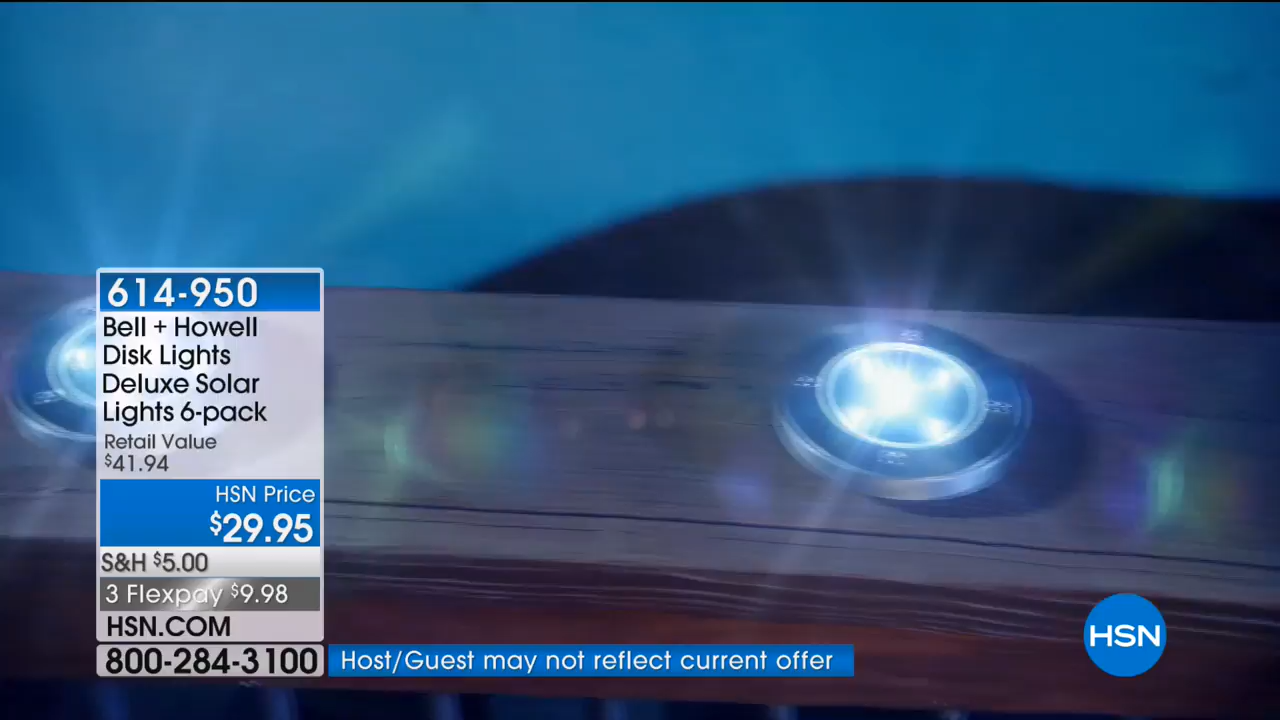 614-950
Bell + Howell
Disk Lights
Deluxe Solar
Lights 6-pack
Retail Value
$41.94
HSN Price
$29.95
S&H $5.00
3 Flexpay $9.98
HSN.COM
800-284-3100
Host/Guest may not reflect current offer
HSN